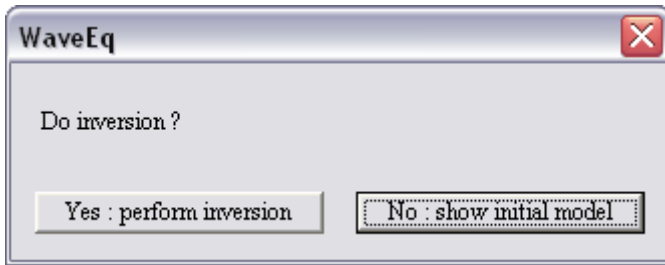 WaveEq
Do inversion ?
Yes : perform inversion
No : show initial model